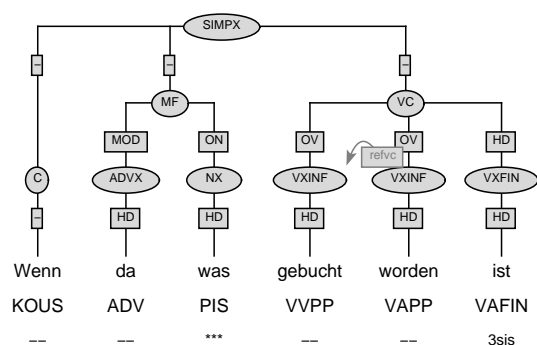 SIMPX
– – –
MF VC
MOD ON OV OV HD
refvc
C ADVX NX VXINF VXINF VXFIN
– HD HD HD HD HD
Wenn da was gebucht worden ist
KOUS ADV PIS VVPP VAPP VAFIN
-- -- *** -- -- 3sis